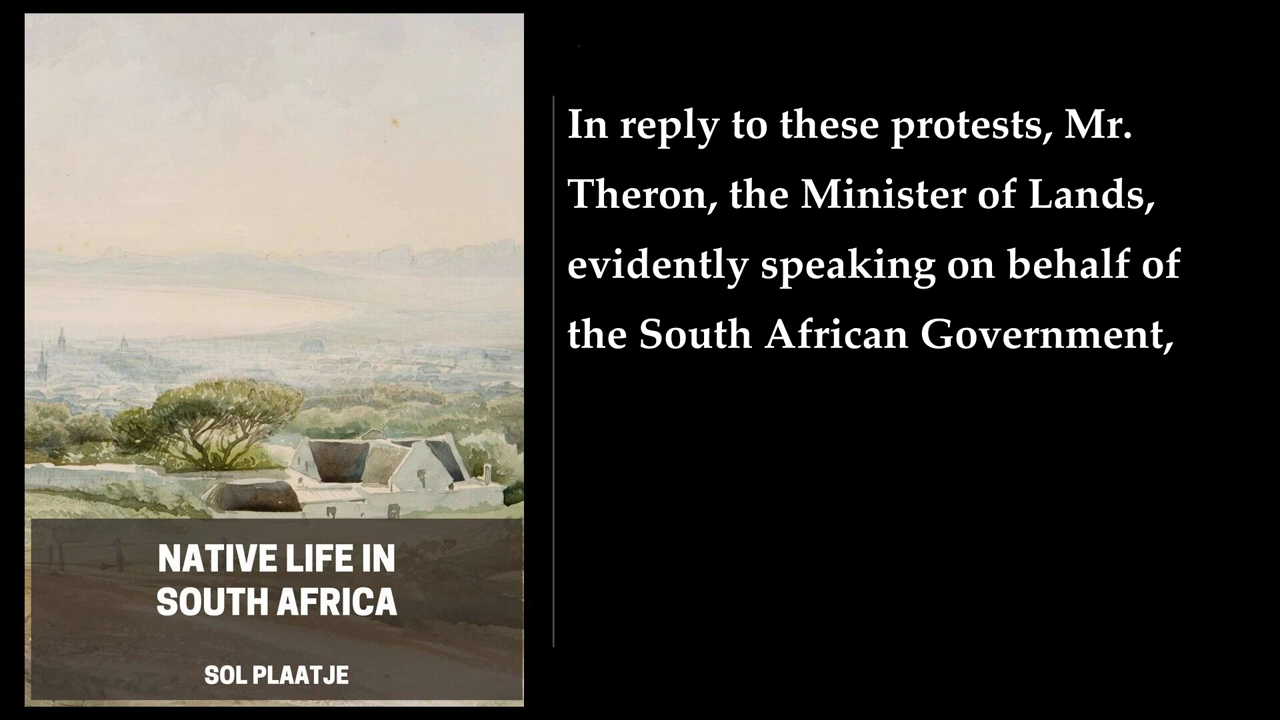 NATIVE LIFE IN
SOUTH AFRICA
SOL PLAATJE
In reply to these protests, Mr.
Theron, the Minister of Lands,
evidently speaking on behalf of
the South African Government,